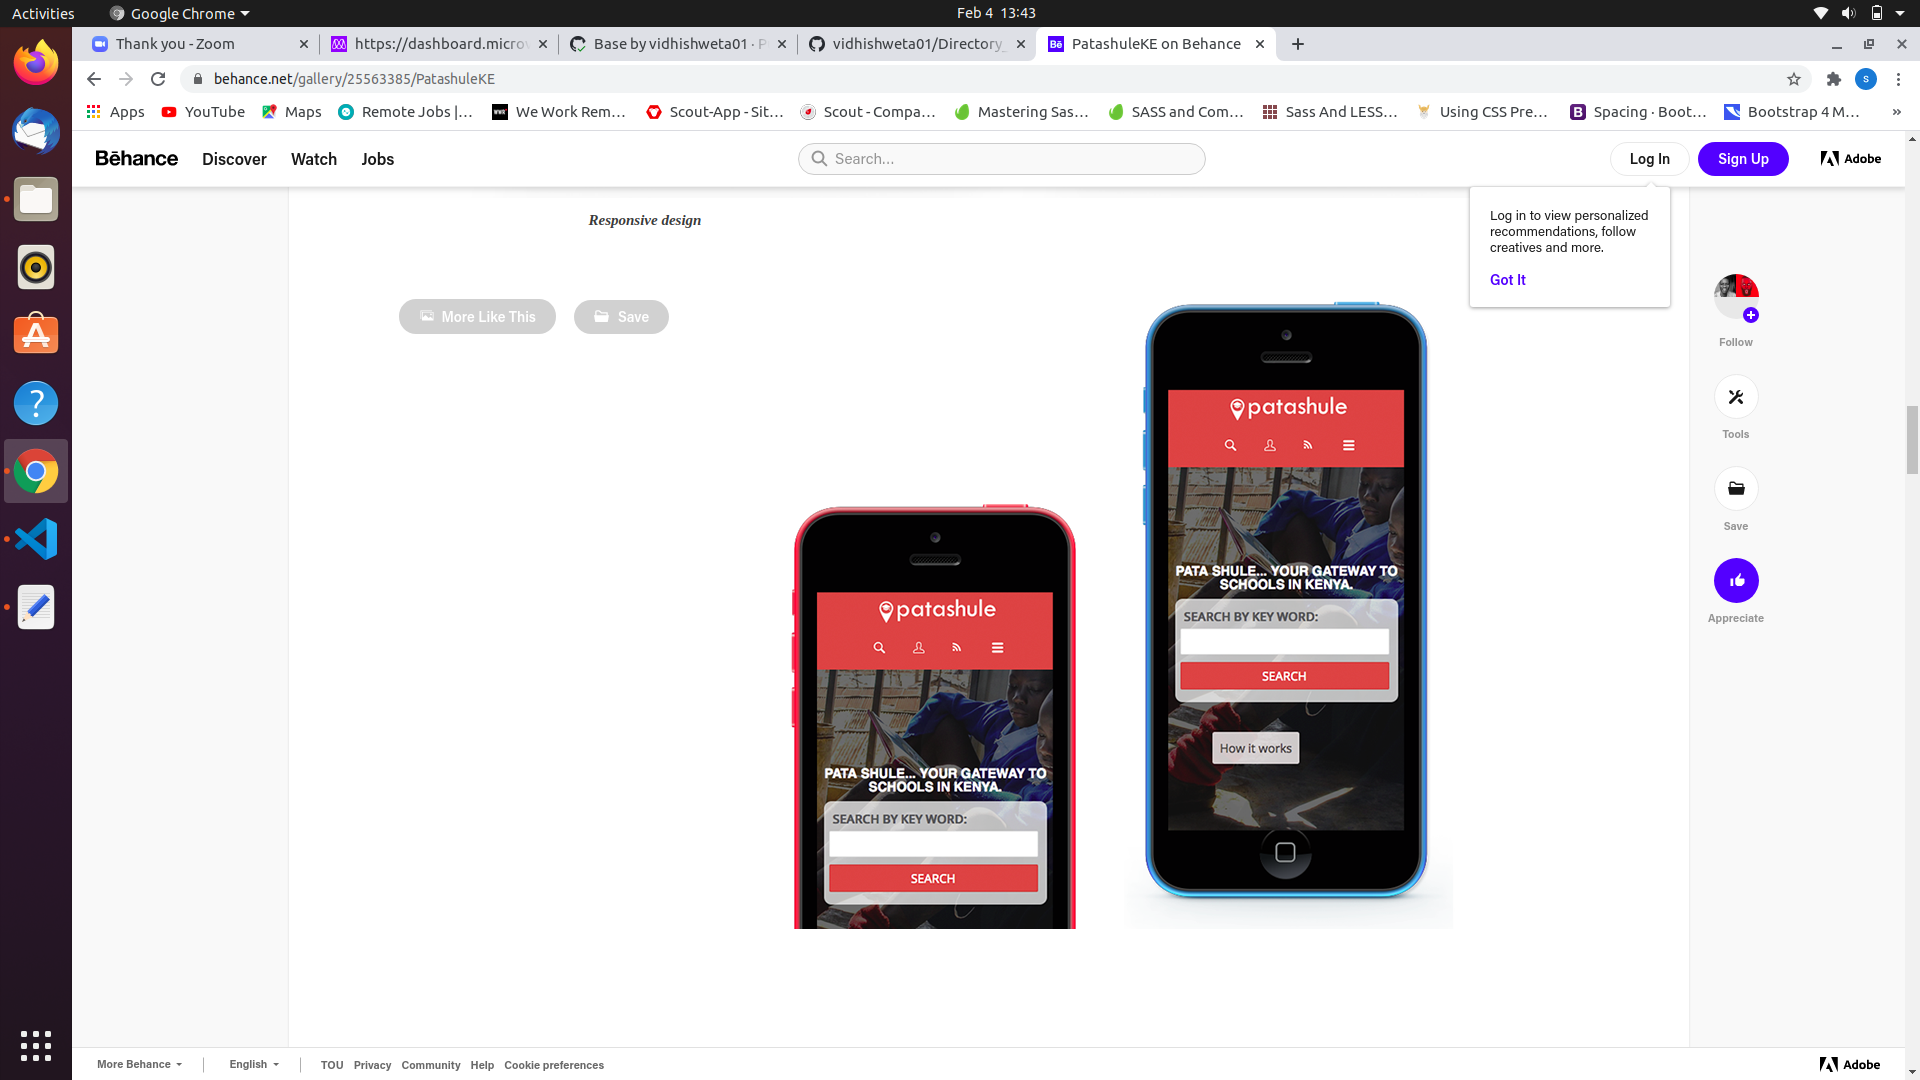 Activities
Google Chrome
Feb 4 13:43
Thank you - Zoom
https://dashboard.microv
Base by vidhishweta01 · P
vidhishweta01/Directory_
PatashuleKE on Behance
behance.net/gallery/25563385/PatashuleKE
S
Apps
YouTube
Maps
Remote Jobs |...
We Work Rem...
Scout-App - Sit...
Scout - Compa...
Mastering Sas...
SASS and Com...
Sass And LESS...
Using CSS Pre...
Spacing · Boot...
Bootstrap 4 M...
»
Bēhance
Discover
Watch
Jobs
Search...
Log In
Sign Up
Adobe
Log in to view personalized
recommendations, follow
creatives and more.
Got It
Responsive design
More Like This
Save
patashule
PATA SHULE... YOUR GATEWAY TO
SCHOOLS IN KENYA.
SEARCH BY KEY WORD:
SEARCH
patashule
PATA SHULE... YOUR GATEWAY TO
SCHOOLS IN KENYA.
SEARCH BY KEY WORD:
SEARCH
How it works
Follow
Tools
Save
Appreciate
More Behance
English
TOU
Privacy
Community
Help
Cookie preferences
Adobe